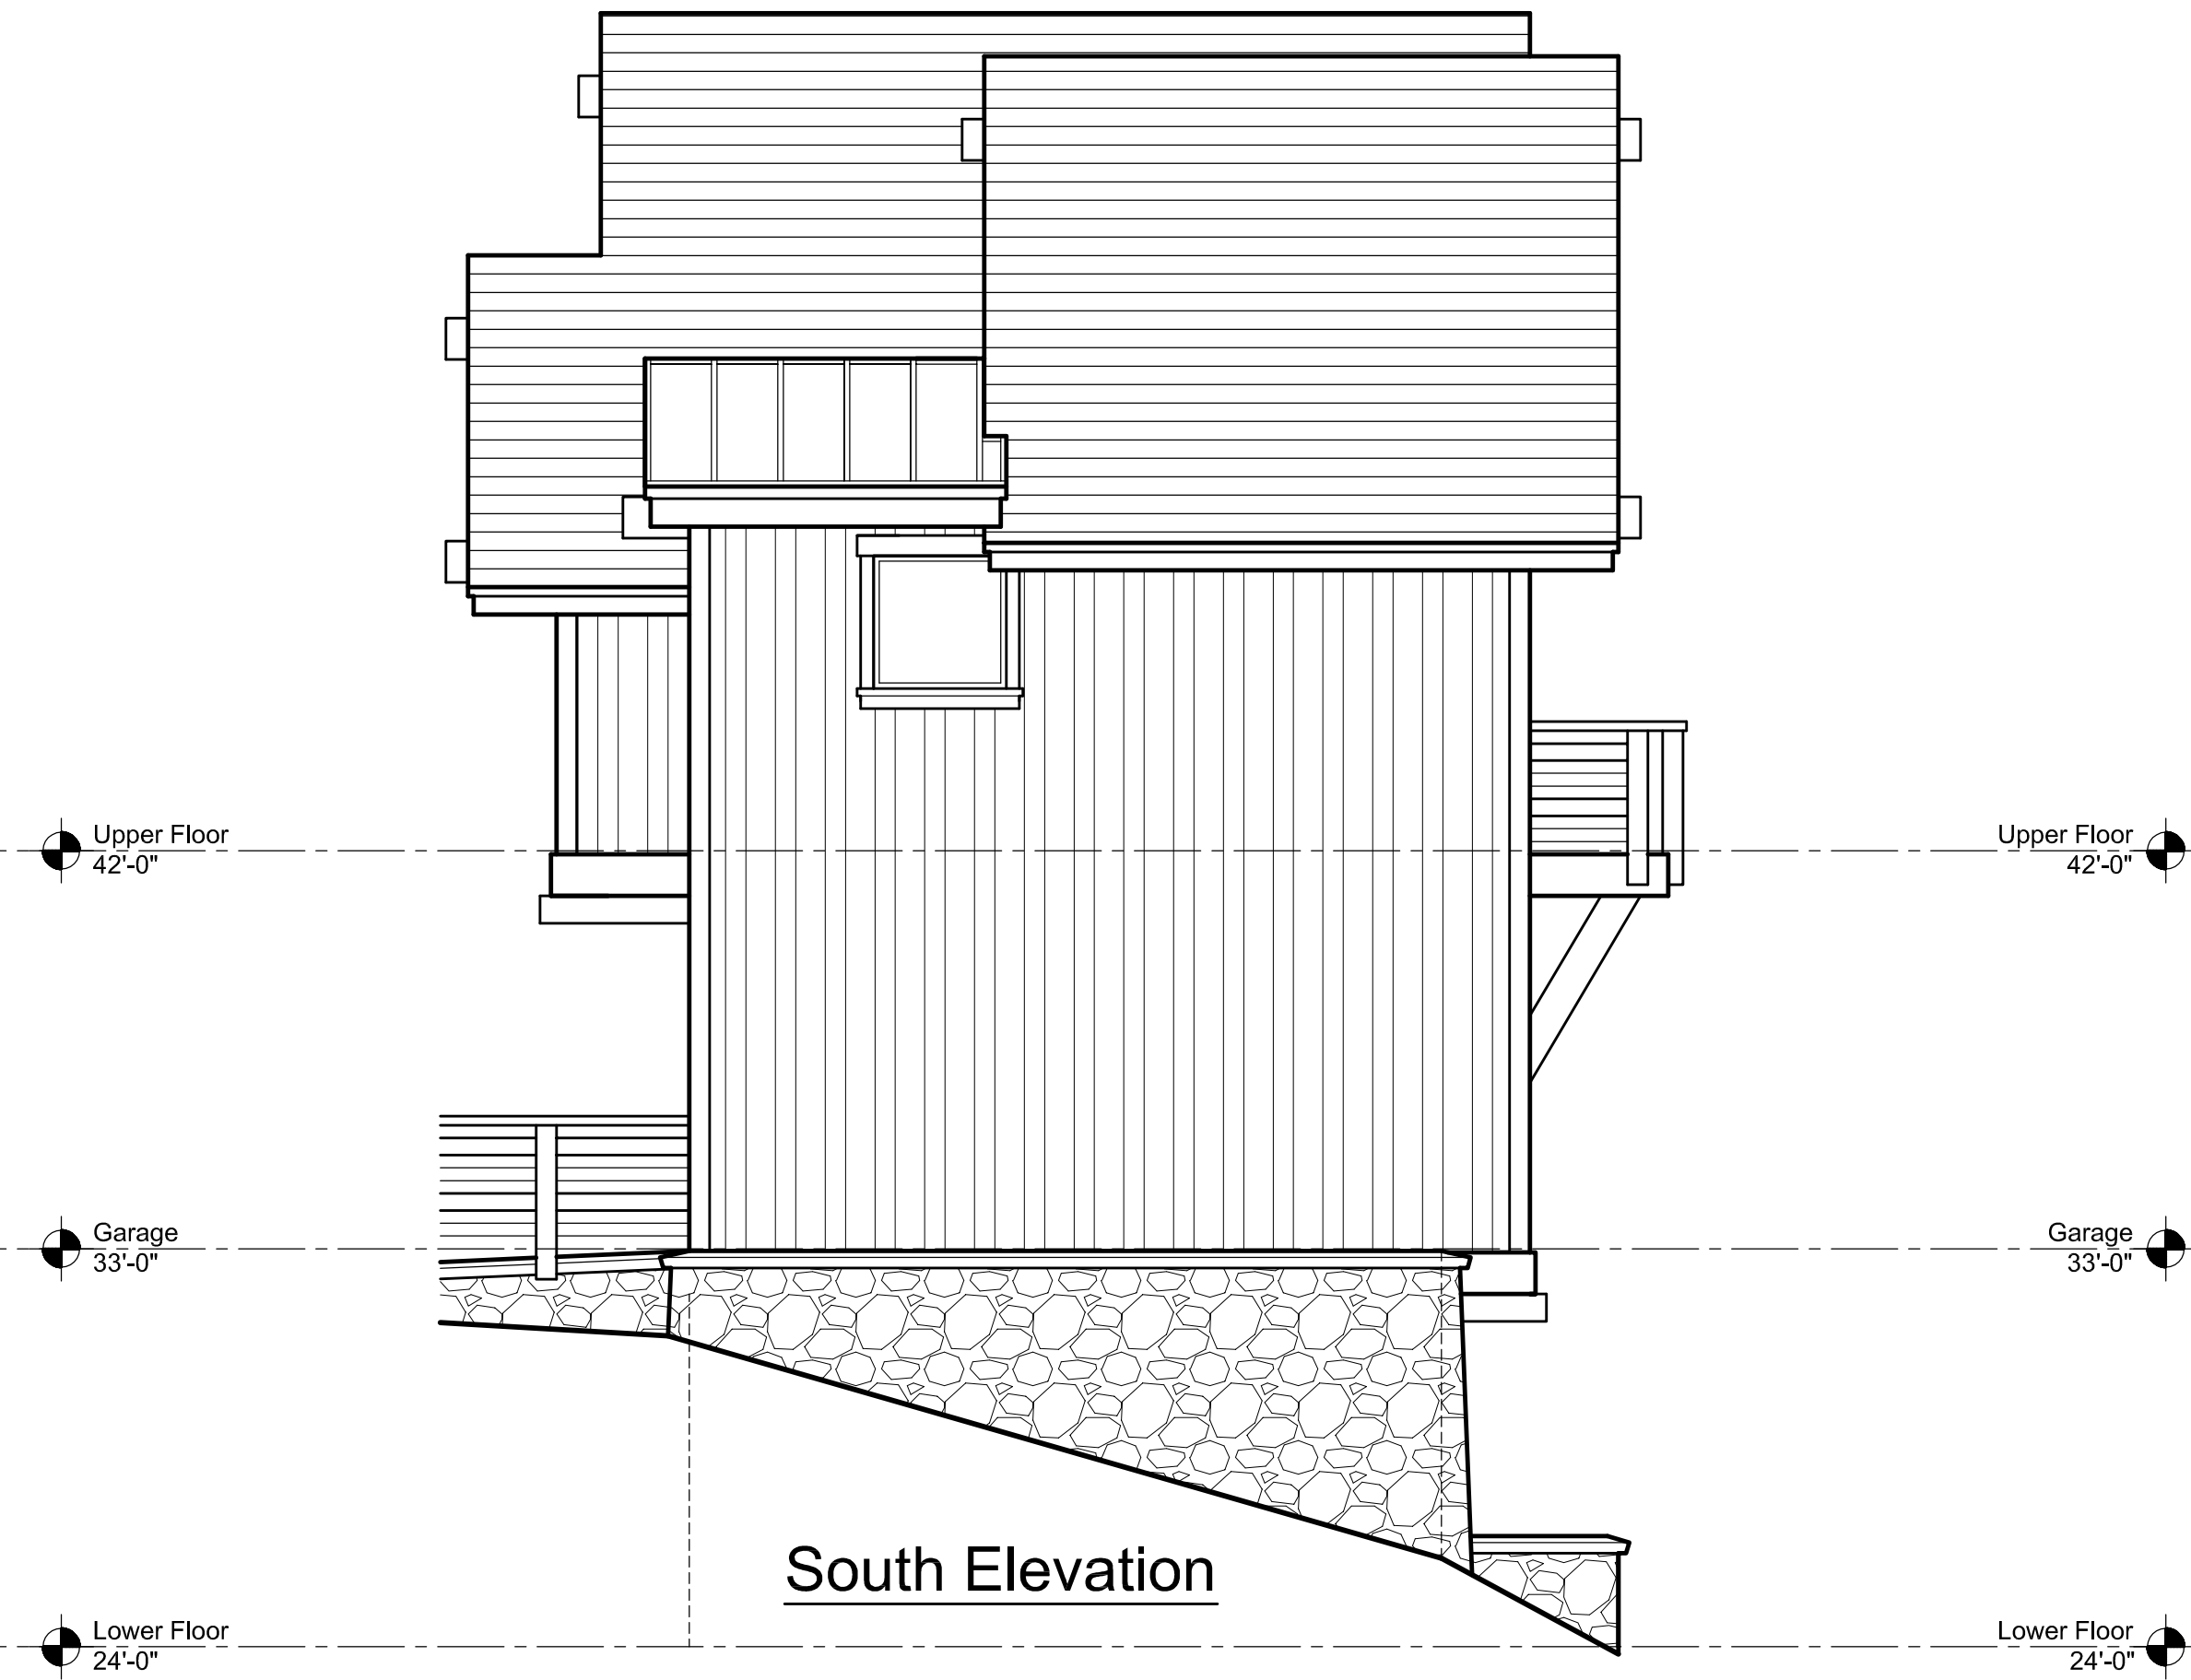 Upper Floor
42'-0"
Upper Floor
42'-0"
Garage
33'-0"
Garage
33'-0"
South Elevation
Lower Floor
24'-0"
Lower Floor
24'-0"